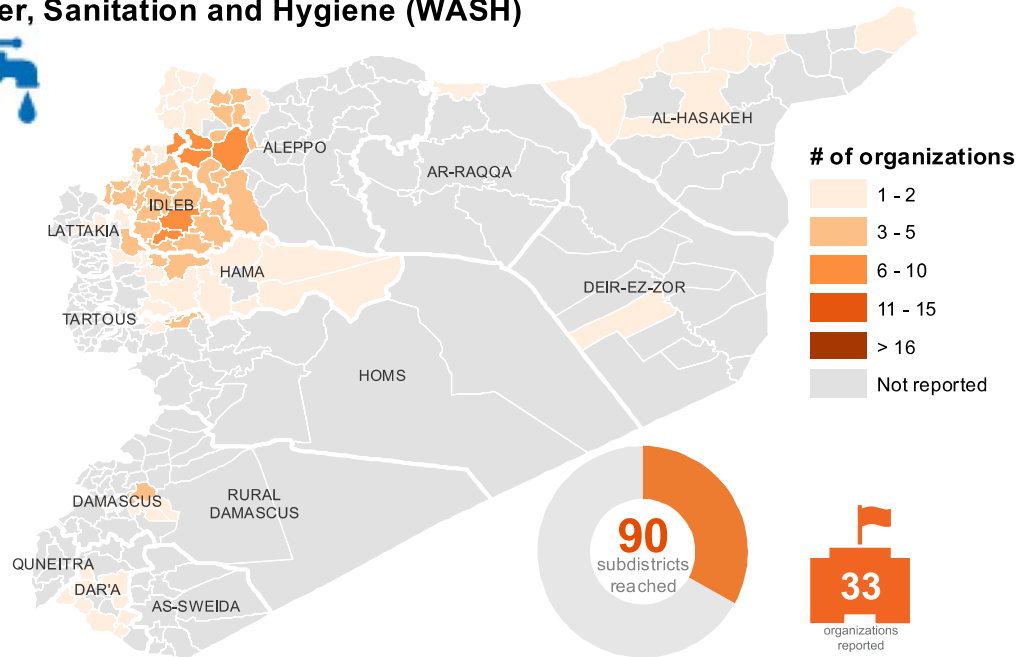 er, Sanitation and Hygiene (WASH)
AL-HASAKEH
ALEPPO
AR-RAQQA
IDLEB
LATTAKIA
HAMA
DEIR-EZ-ZOR
TARTOUS
HOMS
DAMASCUS
RURAL
DAMASCUS
QUNEITRA
DAR'A
AS-SWEIDA
# of organizations
1 - 2
3 - 5
6 - 10
11 - 15
> 16
Not reported
90
subdistricts
reached
33
organizations
reported